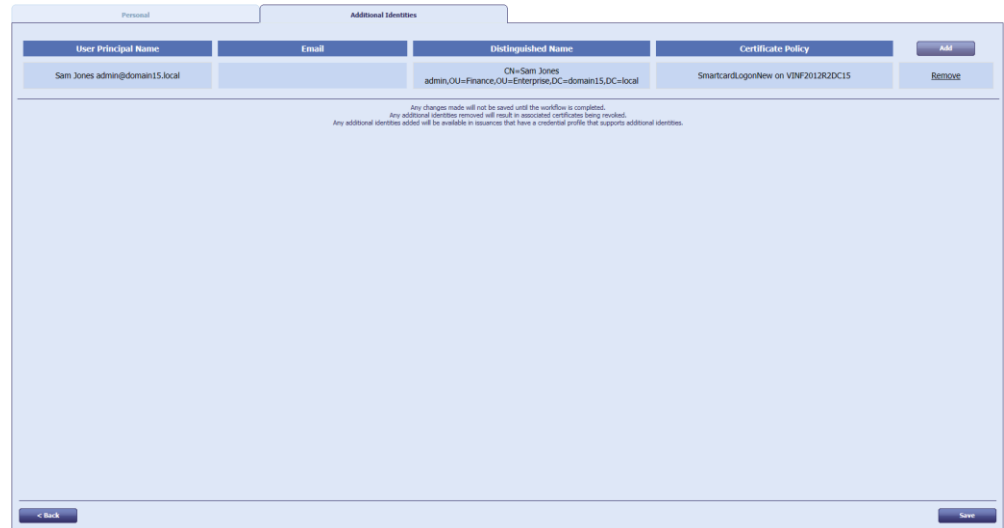 Personal
Additional Identities
User Principal Name
Email
Distinguished Name
Certificate Policy
Add
Sam Jones admin@domain15.local
CN=Sam Jones
admin,OU=Finance,OU=Enterprise,DC=domain15,DC=local
SmartcardLogonNew on VINF2012R2DC15
Remove
Any changes made will not be saved until the workflow is completed.
Any additional identities removed will result in associated certificates being revoked.
Any additional identities added will be available in issuances that have a credential profile that supports additional identities.
< Back
Save